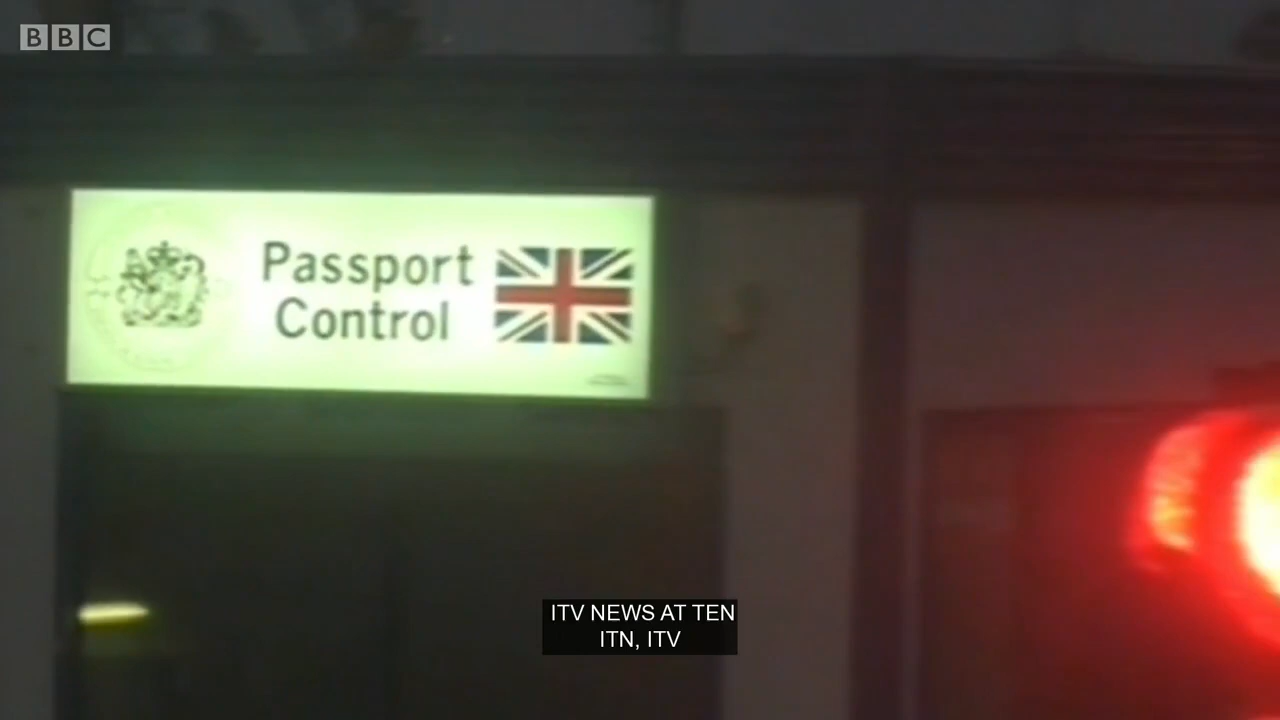 BBC
Passport
Control
ITV NEWS AT TEN
ITN, ITV